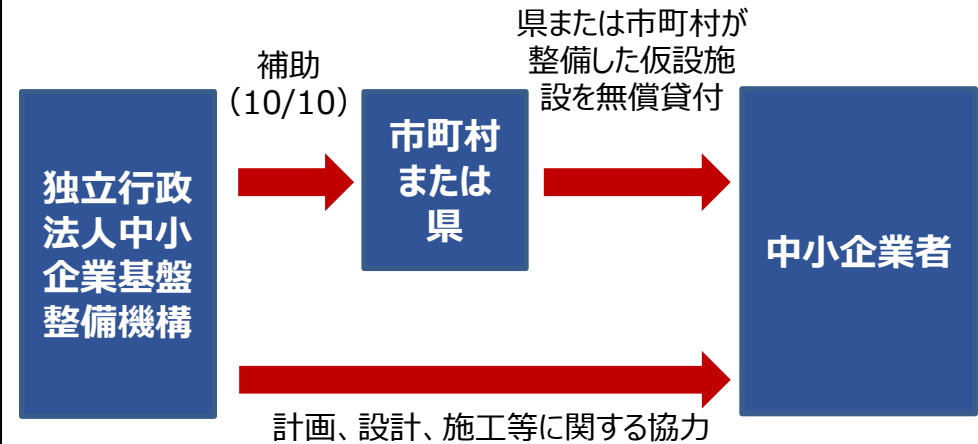 独立行政
法人中小
企業基盤
整備機構
補助
（10/10）
市町村
または
県
県または市町村が
整備した仮設施
設を無償貸付
中小企業者
計画、設計、施工等に関する協力